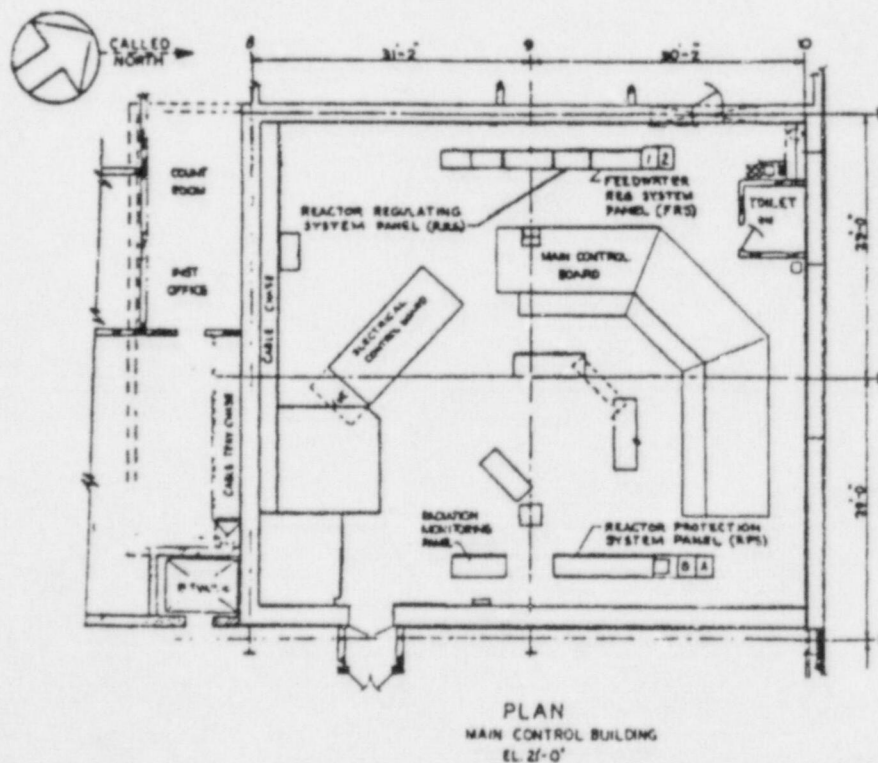 CALLED
NORTH
8
9
10
31'-2"
30'-2"
COUNT
ROOM
INST
OFFICE
CABLE CHASE
CABLE TRAY CHASE
REACTOR REGULATING
SYSTEM PANEL (RRS)
1 2
FEEDWATER
REG SYSTEM
PANEL (FRS)
TOILET
MAIN CONTROL
BOARD
ELECTRICAL
CONTROL BOARD
RADIATION
MONITORING
PANEL
REACTOR PROTECTION
SYSTEM PANEL (RPS)
B A
PLAN
MAIN CONTROL BUILDING
EL. 21'-0"